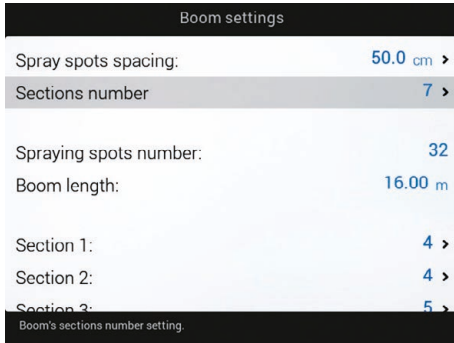 Boom settings
Spray spots spacing: 50.0 cm >
Sections number 7 >
Spraying spots number: 32
Boom length: 16.00 m
Section 1: 4 >
Section 2: 4 >
Section 3: 5 >
Boom's sections number setting.